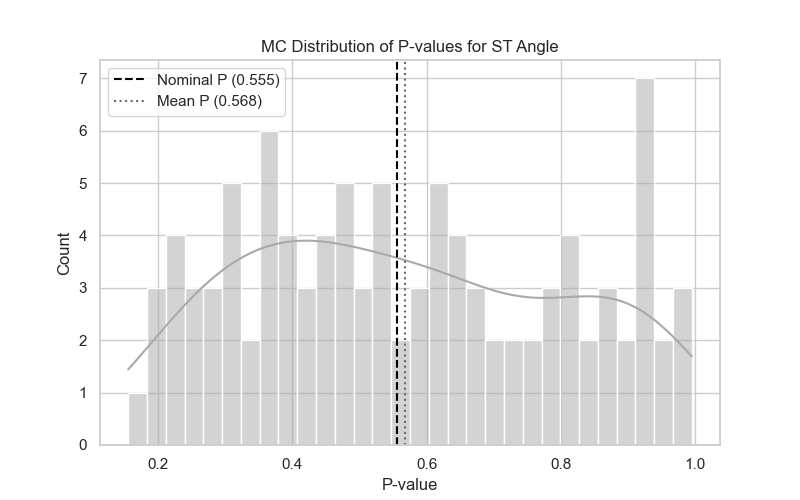 MC Distribution of P-values for ST Angle
Nominal P (0.555)
Mean P (0.568)
7
6
5
4
3
2
1
0
Count
0.2 0.4 0.6 0.8 1.0
P-value